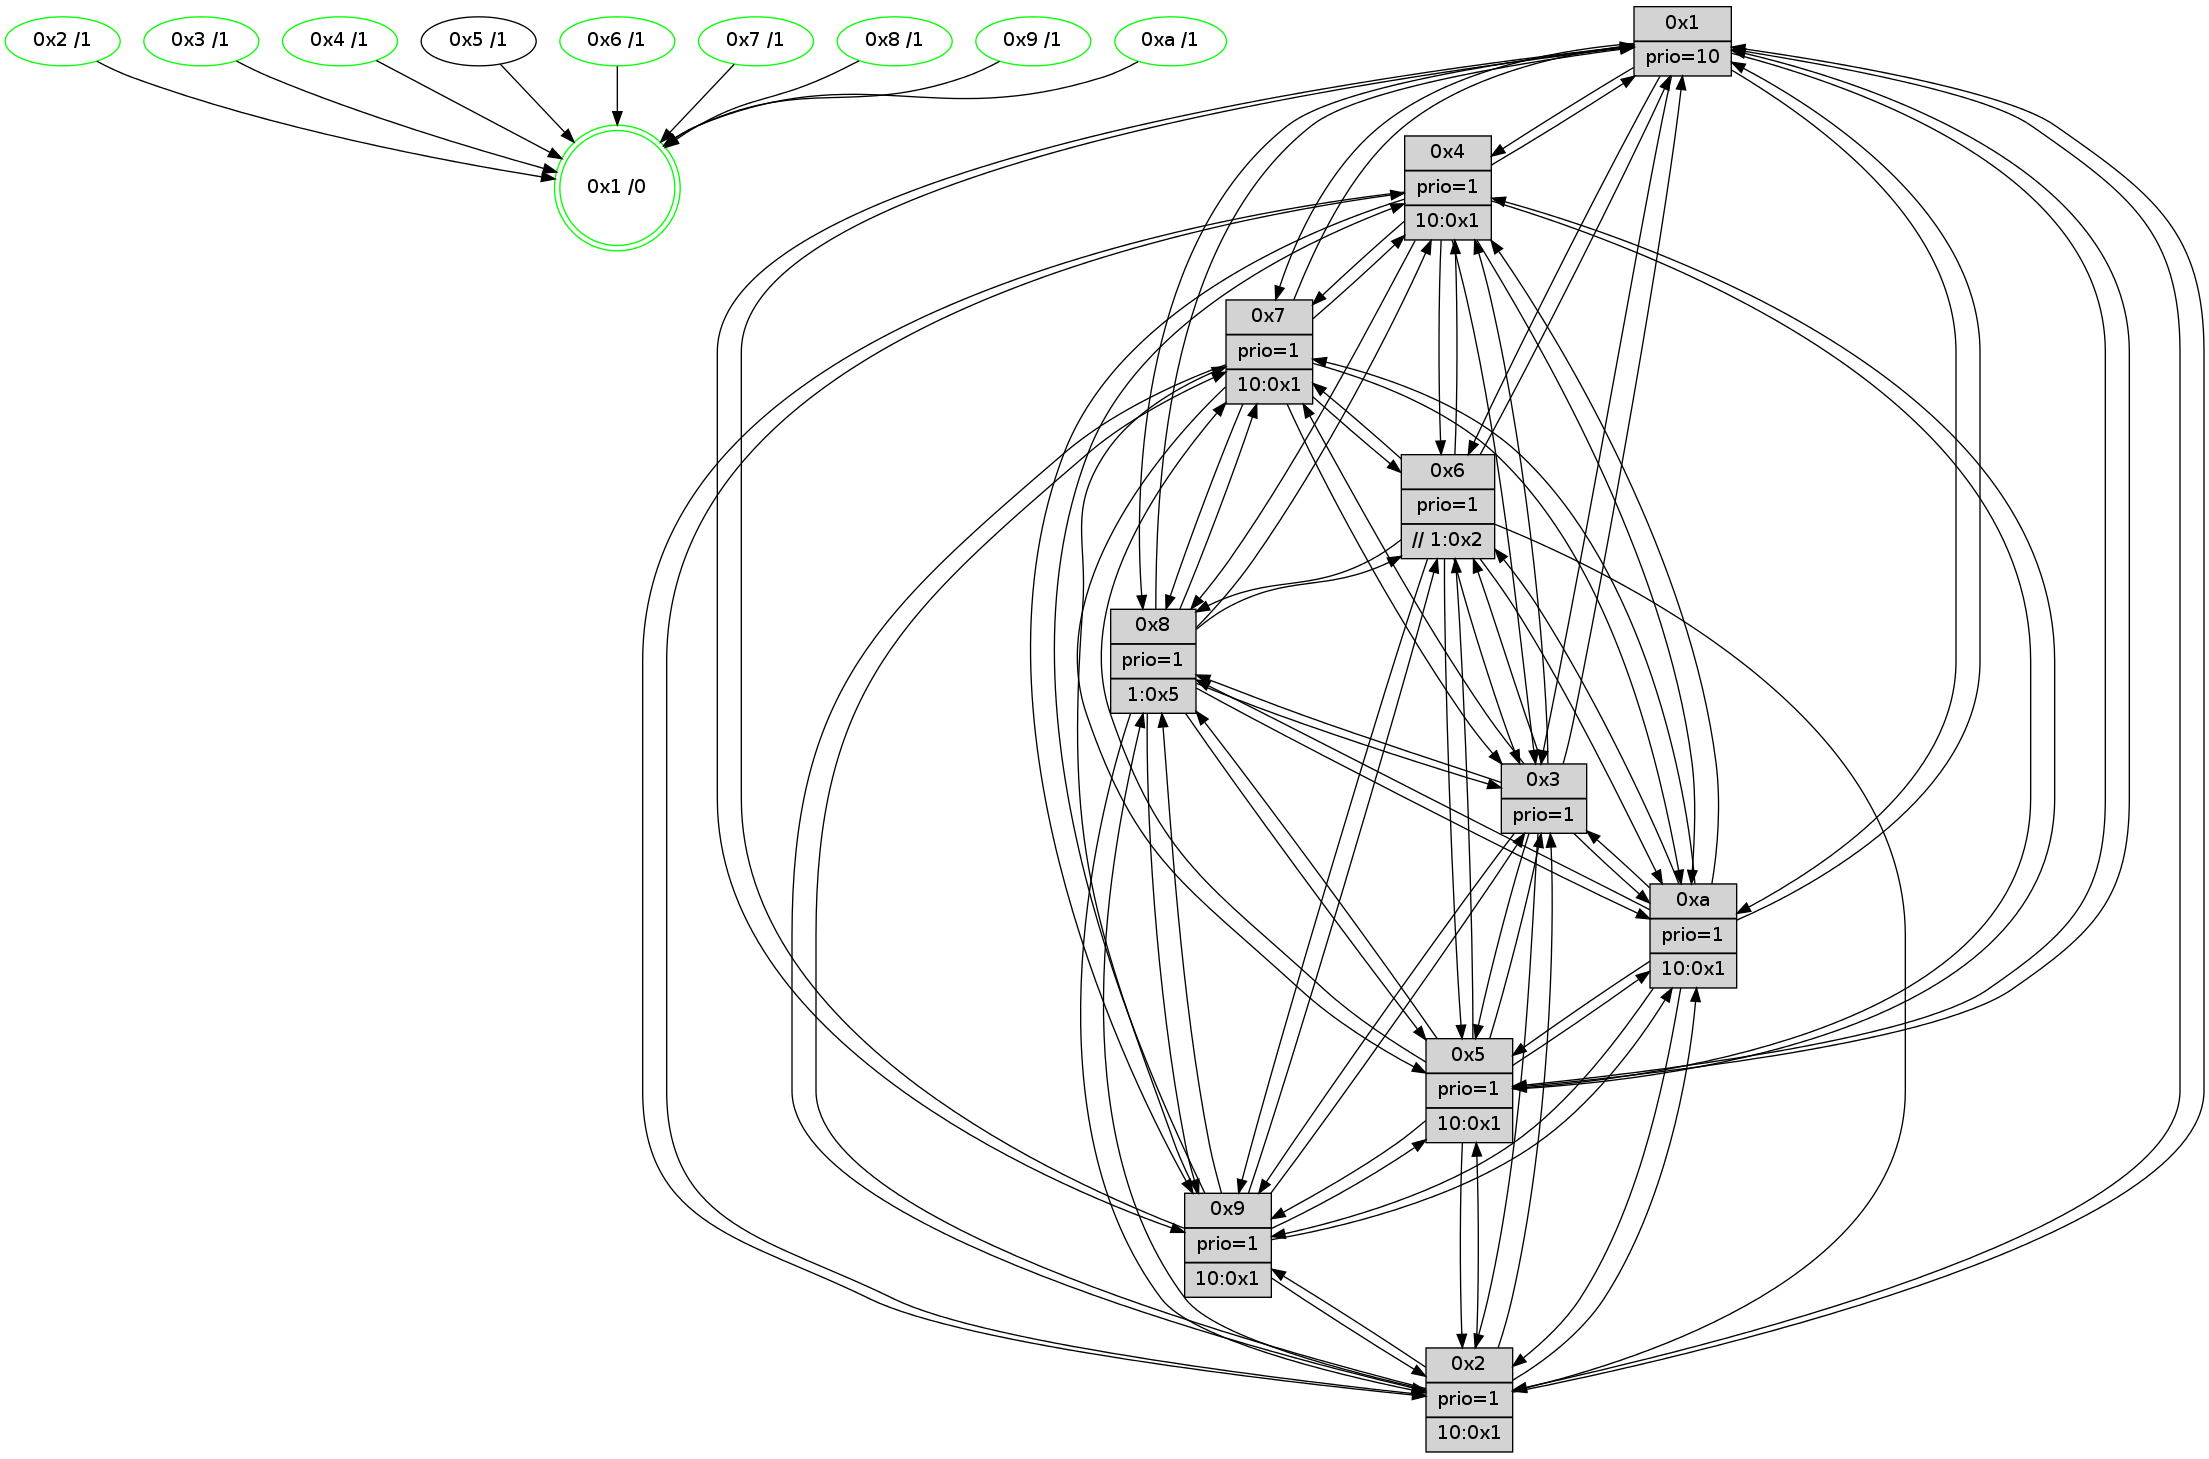 0x2 /1
0x3 /1
0x4 /1
0x5 /1
0x6 /1
0x7 /1
0x8 /1
0x9 /1
0xa /1
0x1 /0
0x1
prio=10
0x4
prio=1
10:0x1
0x7
prio=1
10:0x1
0x6
prio=1
// 1:0x2
0x8
prio=1
1:0x5
0x3
prio=1
0xa
prio=1
10:0x1
0x5
prio=1
10:0x1
0x9
prio=1
10:0x1
0x2
prio=1
10:0x1